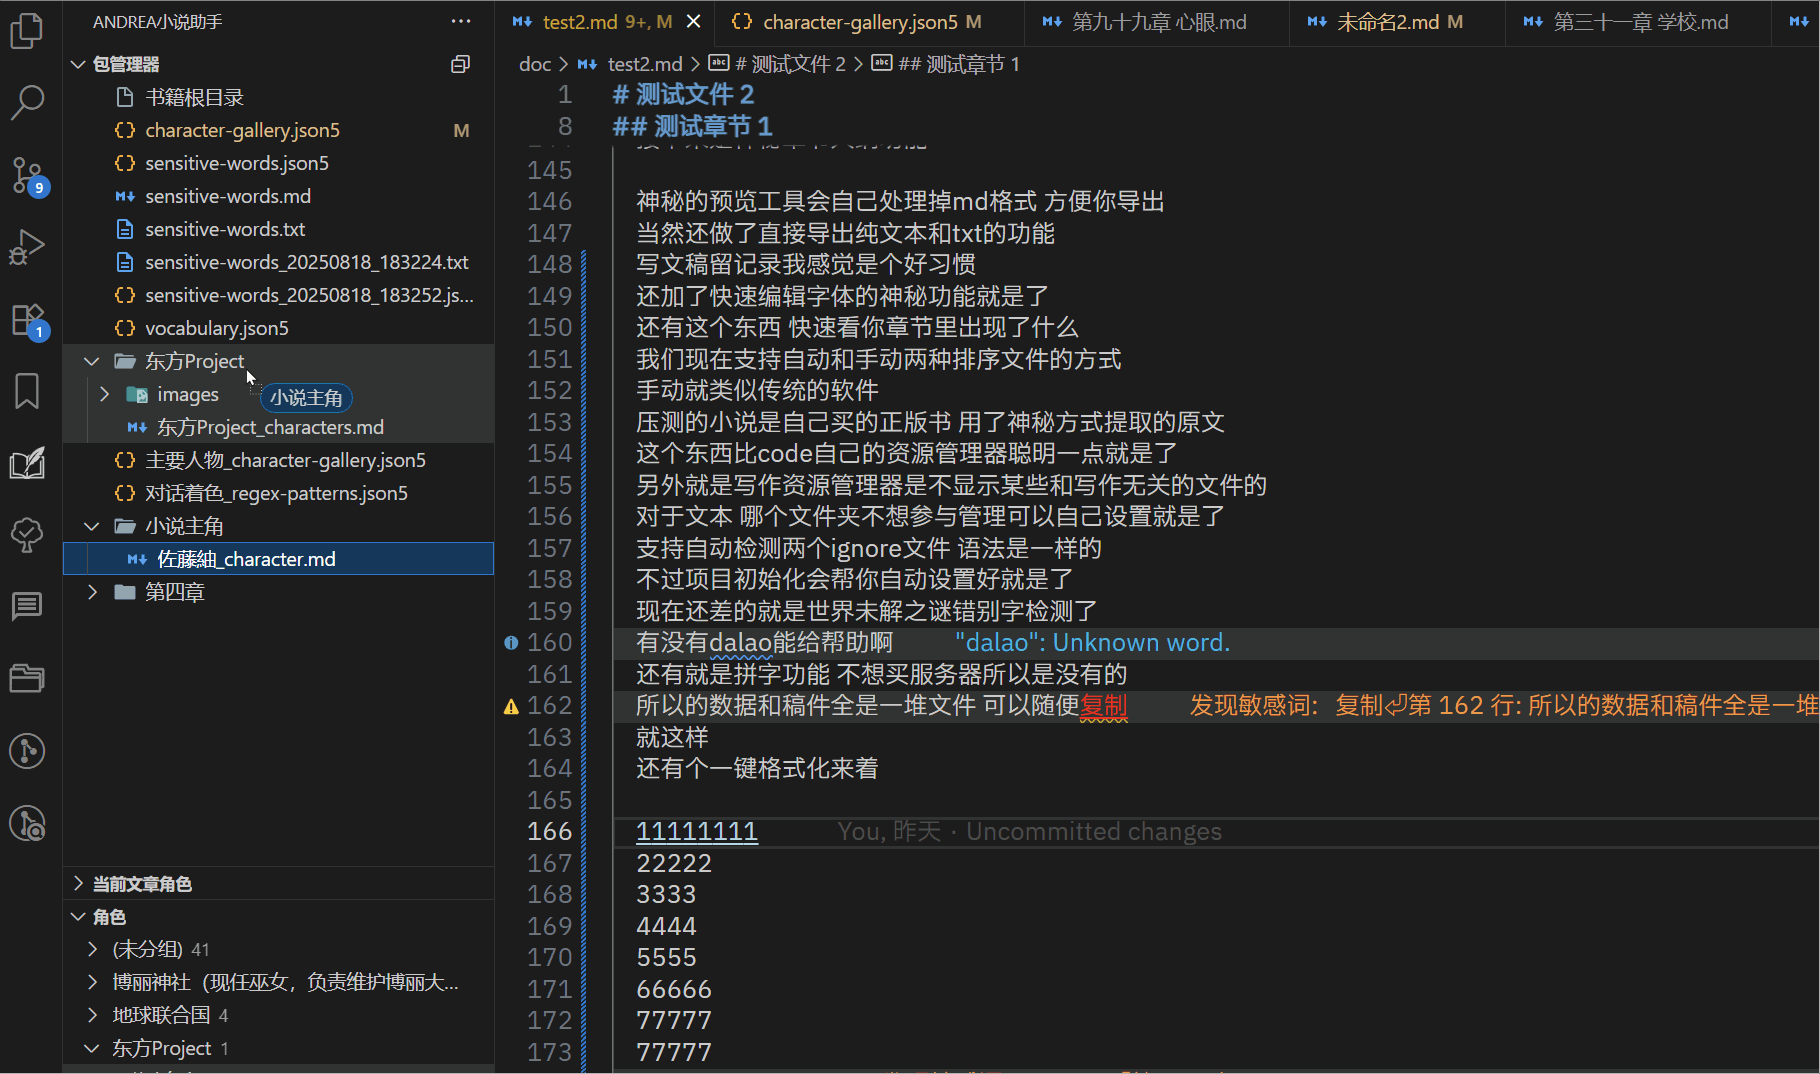 ANDREA小说助手
包管理器
书籍根目录
character-gallery.json5 M
sensitive-words.json5
sensitive-words.md
sensitive-words.txt
sensitive-words_20250818_183224.txt
sensitive-words_20250818_183252.js...
vocabulary.json5
东方Project
images
小说主角
东方Project_characters.md
主要人物_character-gallery.json5
对话着色_regex-patterns.json5
小说主角
佐藤紬_character.md
第四章
9
1
当前文章角色
角色
(未分组) 41
博丽神社（现任巫女，负责维护博丽大...
地球联合国 4
东方Project 1
test2.md 9+, M
character-gallery.json5 M
第九十九章 心眼.md
未命名2.md M
第三十一章 学校.md
doc > test2.md > # 测试文件 2 > ## 测试章节 1
1 # 测试文件 2
8 ## 测试章节 1
145
146 神秘的预览工具会自己处理掉md格式 方便你导出
147 当然还做了直接导出纯文本和txt的功能
148 写文稿留记录我感觉是个好习惯
149 还加了快速编辑字体的神秘功能就是了
150 还有这个东西 快速看你章节里出现了什么
151 我们现在支持自动和手动两种排序文件的方式
152 手动就类似传统的软件
153 压测的小说是自己买的正版书 用了神秘方式提取的原文
154 这个东西比code自己的资源管理器聪明一点就是了
155 另外就是写作资源管理器是不显示某些和写作无关的文件的
156 对于文本 哪个文件夹不想参与管理可以自己设置就是了
157 支持自动检测两个ignore文件 语法是一样的
158 不过项目初始化会帮你自动设置好就是了
159 现在还差的就是世界未解之谜错别字检测了
160 有没有dalao能给帮助啊 "dalao": Unknown word.
161 还有就是拼字功能 不想买服务器所以是没有的
162 所以的数据和稿件全是一堆文件 可以随便复制 发现敏感词：复制⏎第 162 行: 所以的数据和稿件全是一堆
163 就这样
164 还有个一键格式化来着
165
166 11111111 You, 昨天 · Uncommitted changes
167 22222
168 3333
169 4444
170 5555
171 66666
172 77777
173 77777